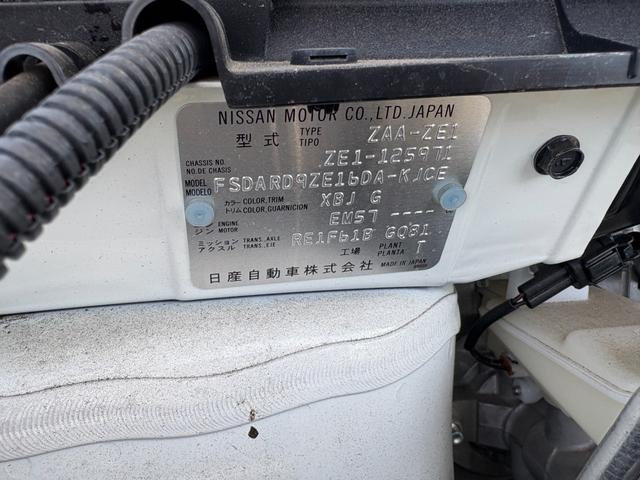 NISSAN MOTOR CO.,LTD.JAPAN
型式 TYPE TIPO ZAA-ZE1
CHASSIS NO. NO.DE CHASIS ZE1-125971
MODEL MODELO FSDARD9ZE16DA-KJCE
カラー COLOR,TRIM トリム COLOR,GUARNICION XBJ G
エンジン ENGINE MOTOR EM57 ----
ミッション アクスル TRANS.,AXLE TRANS.,EJE RE1F61B GQ81
工場 PLANT PLANTA T
日産自動車株式会社 MADE IN JAPAN